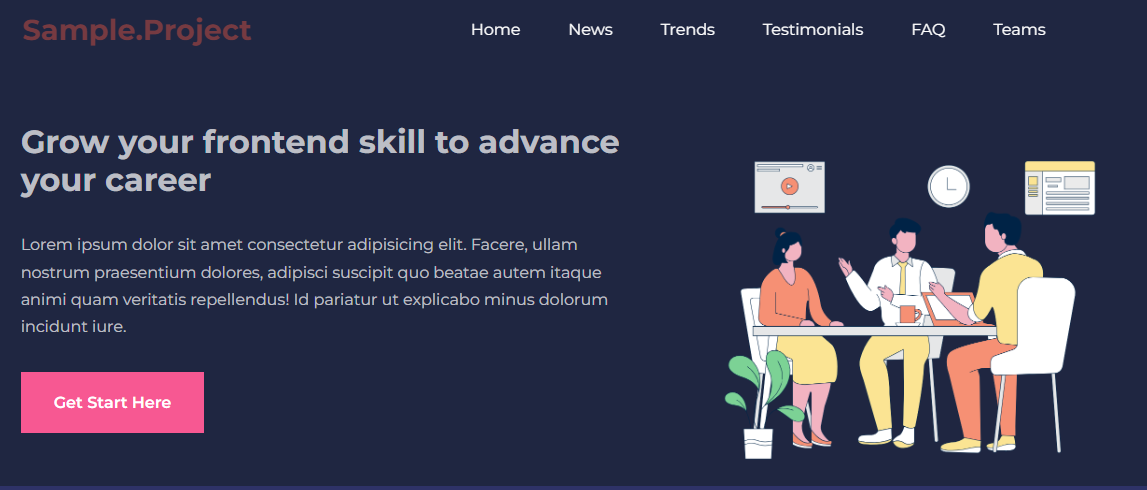 Sample.Project
Home News Trends Testimonials FAQ Teams
Grow your frontend skill to advance
your career
Lorem ipsum dolor sit amet consectetur adipisicing elit. Facere, ullam
nostrum praesentium dolores, adipisci suscipit quo beatae autem itaque
animi quam veritatis repellendus! Id pariatur ut explicabo minus dolorum
incidunt iure.
Get Start Here